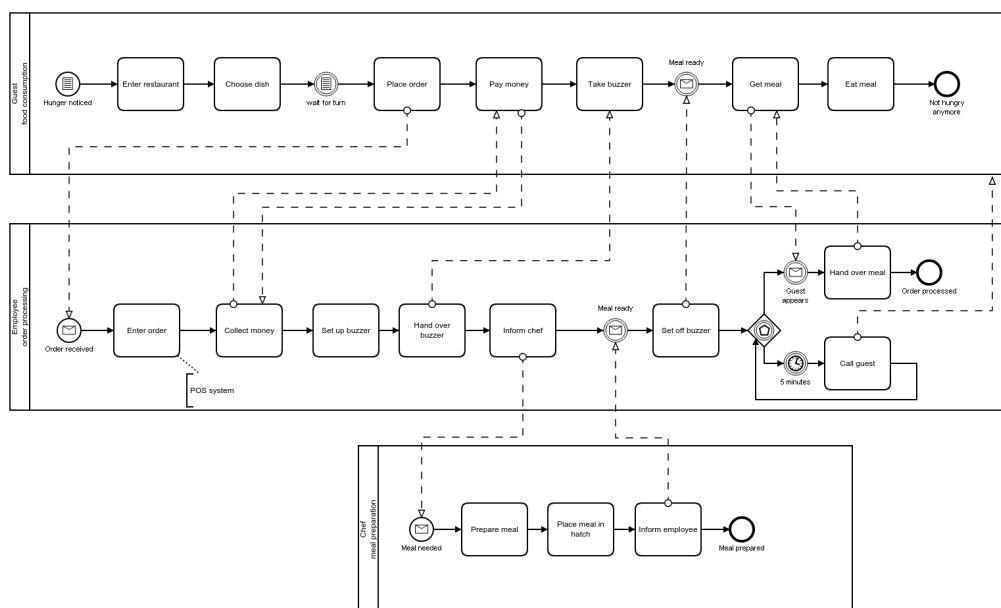 Guest
food consumption
Hunger noticed
Enter restaurant
Choose dish
wait for turn
Place order
Pay money
Take buzzer
Meal ready
Get meal
Eat meal
Not hungry
anymore
Employee
order processing
Order received
Enter order
POS system
Collect money
Set up buzzer
Hand over
buzzer
Inform chef
Meal ready
Set off buzzer
Guest
appears
Hand over meal
Order processed
5 minutes
Call guest
Chef
meal preparation
Meal needed
Prepare meal
Place meal in
hatch
Inform employee
Meal prepared